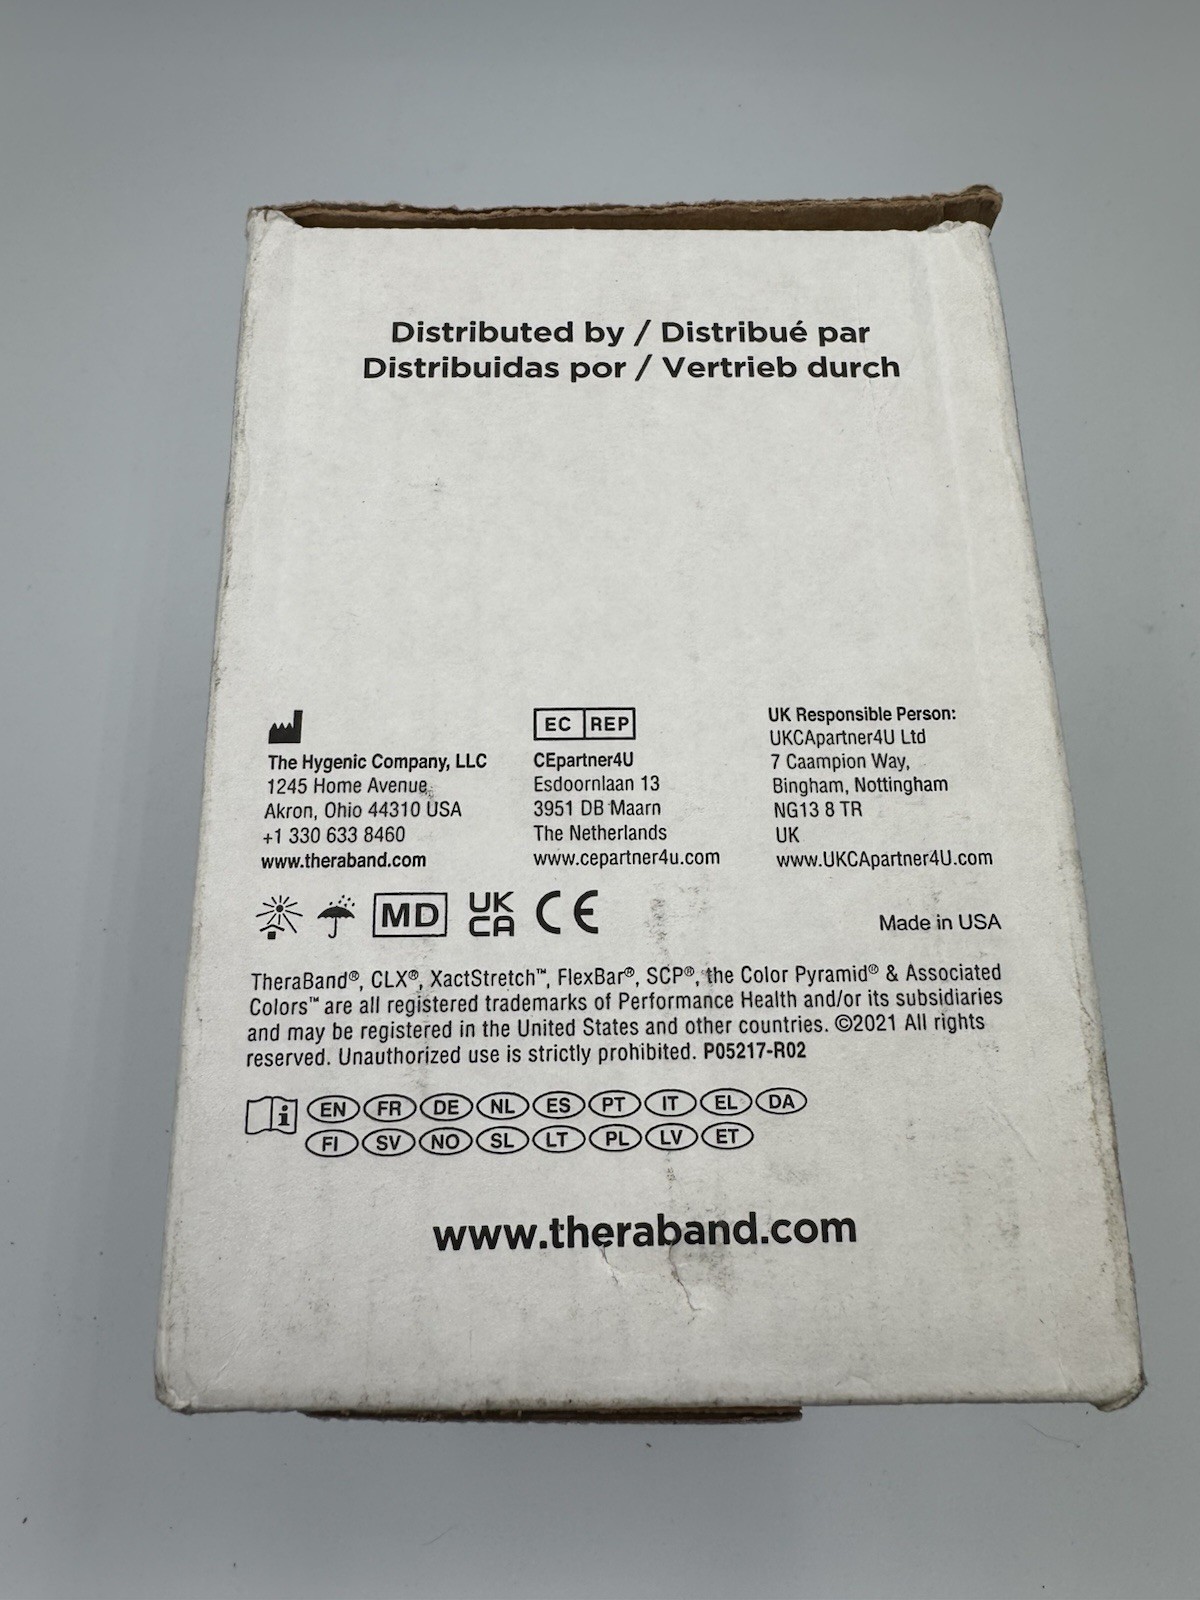 Distributed by / Distribué par
Distribuidas por / Vertrieb durch
The Hygenic Company, LLC
1245 Home Avenue
Akron, Ohio 44310 USA
+1 330 633 8460
www.theraband.com
EC REP
CEpartner4U
Esdoornlaan 13
3951 DB Maarn
The Netherlands
www.cepartner4u.com
UK Responsible Person:
UKCApartner4U Ltd
7 Caampion Way,
Bingham, Nottingham
NG13 8 TR
UK
www.UKCApartner4U.com
MD UK CA CE
Made in USA
TheraBand®, CLX®, XactStretch™, FlexBar®, SCP®, the Color Pyramid® & Associated
Colors™ are all registered trademarks of Performance Health and/or its subsidiaries
and may be registered in the United States and other countries. ©2021 All rights
reserved. Unauthorized use is strictly prohibited. P05217-R02
i EN FR DE NL ES PT IT EL DA
FI SV NO SL LT PL LV ET
www.theraband.com